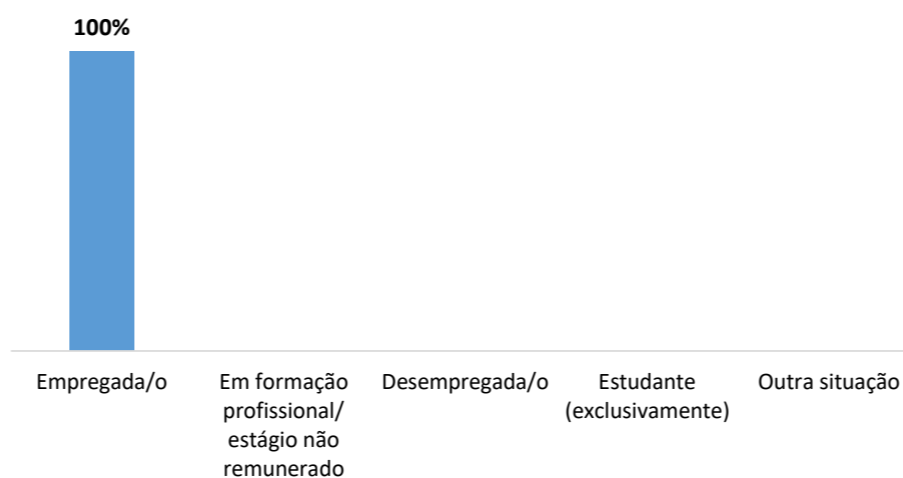 100%
Empregada/o
Em formação
profissional/
estágio não
remunerado
Desempregada/o
Estudante
(exclusivamente)
Outra situação